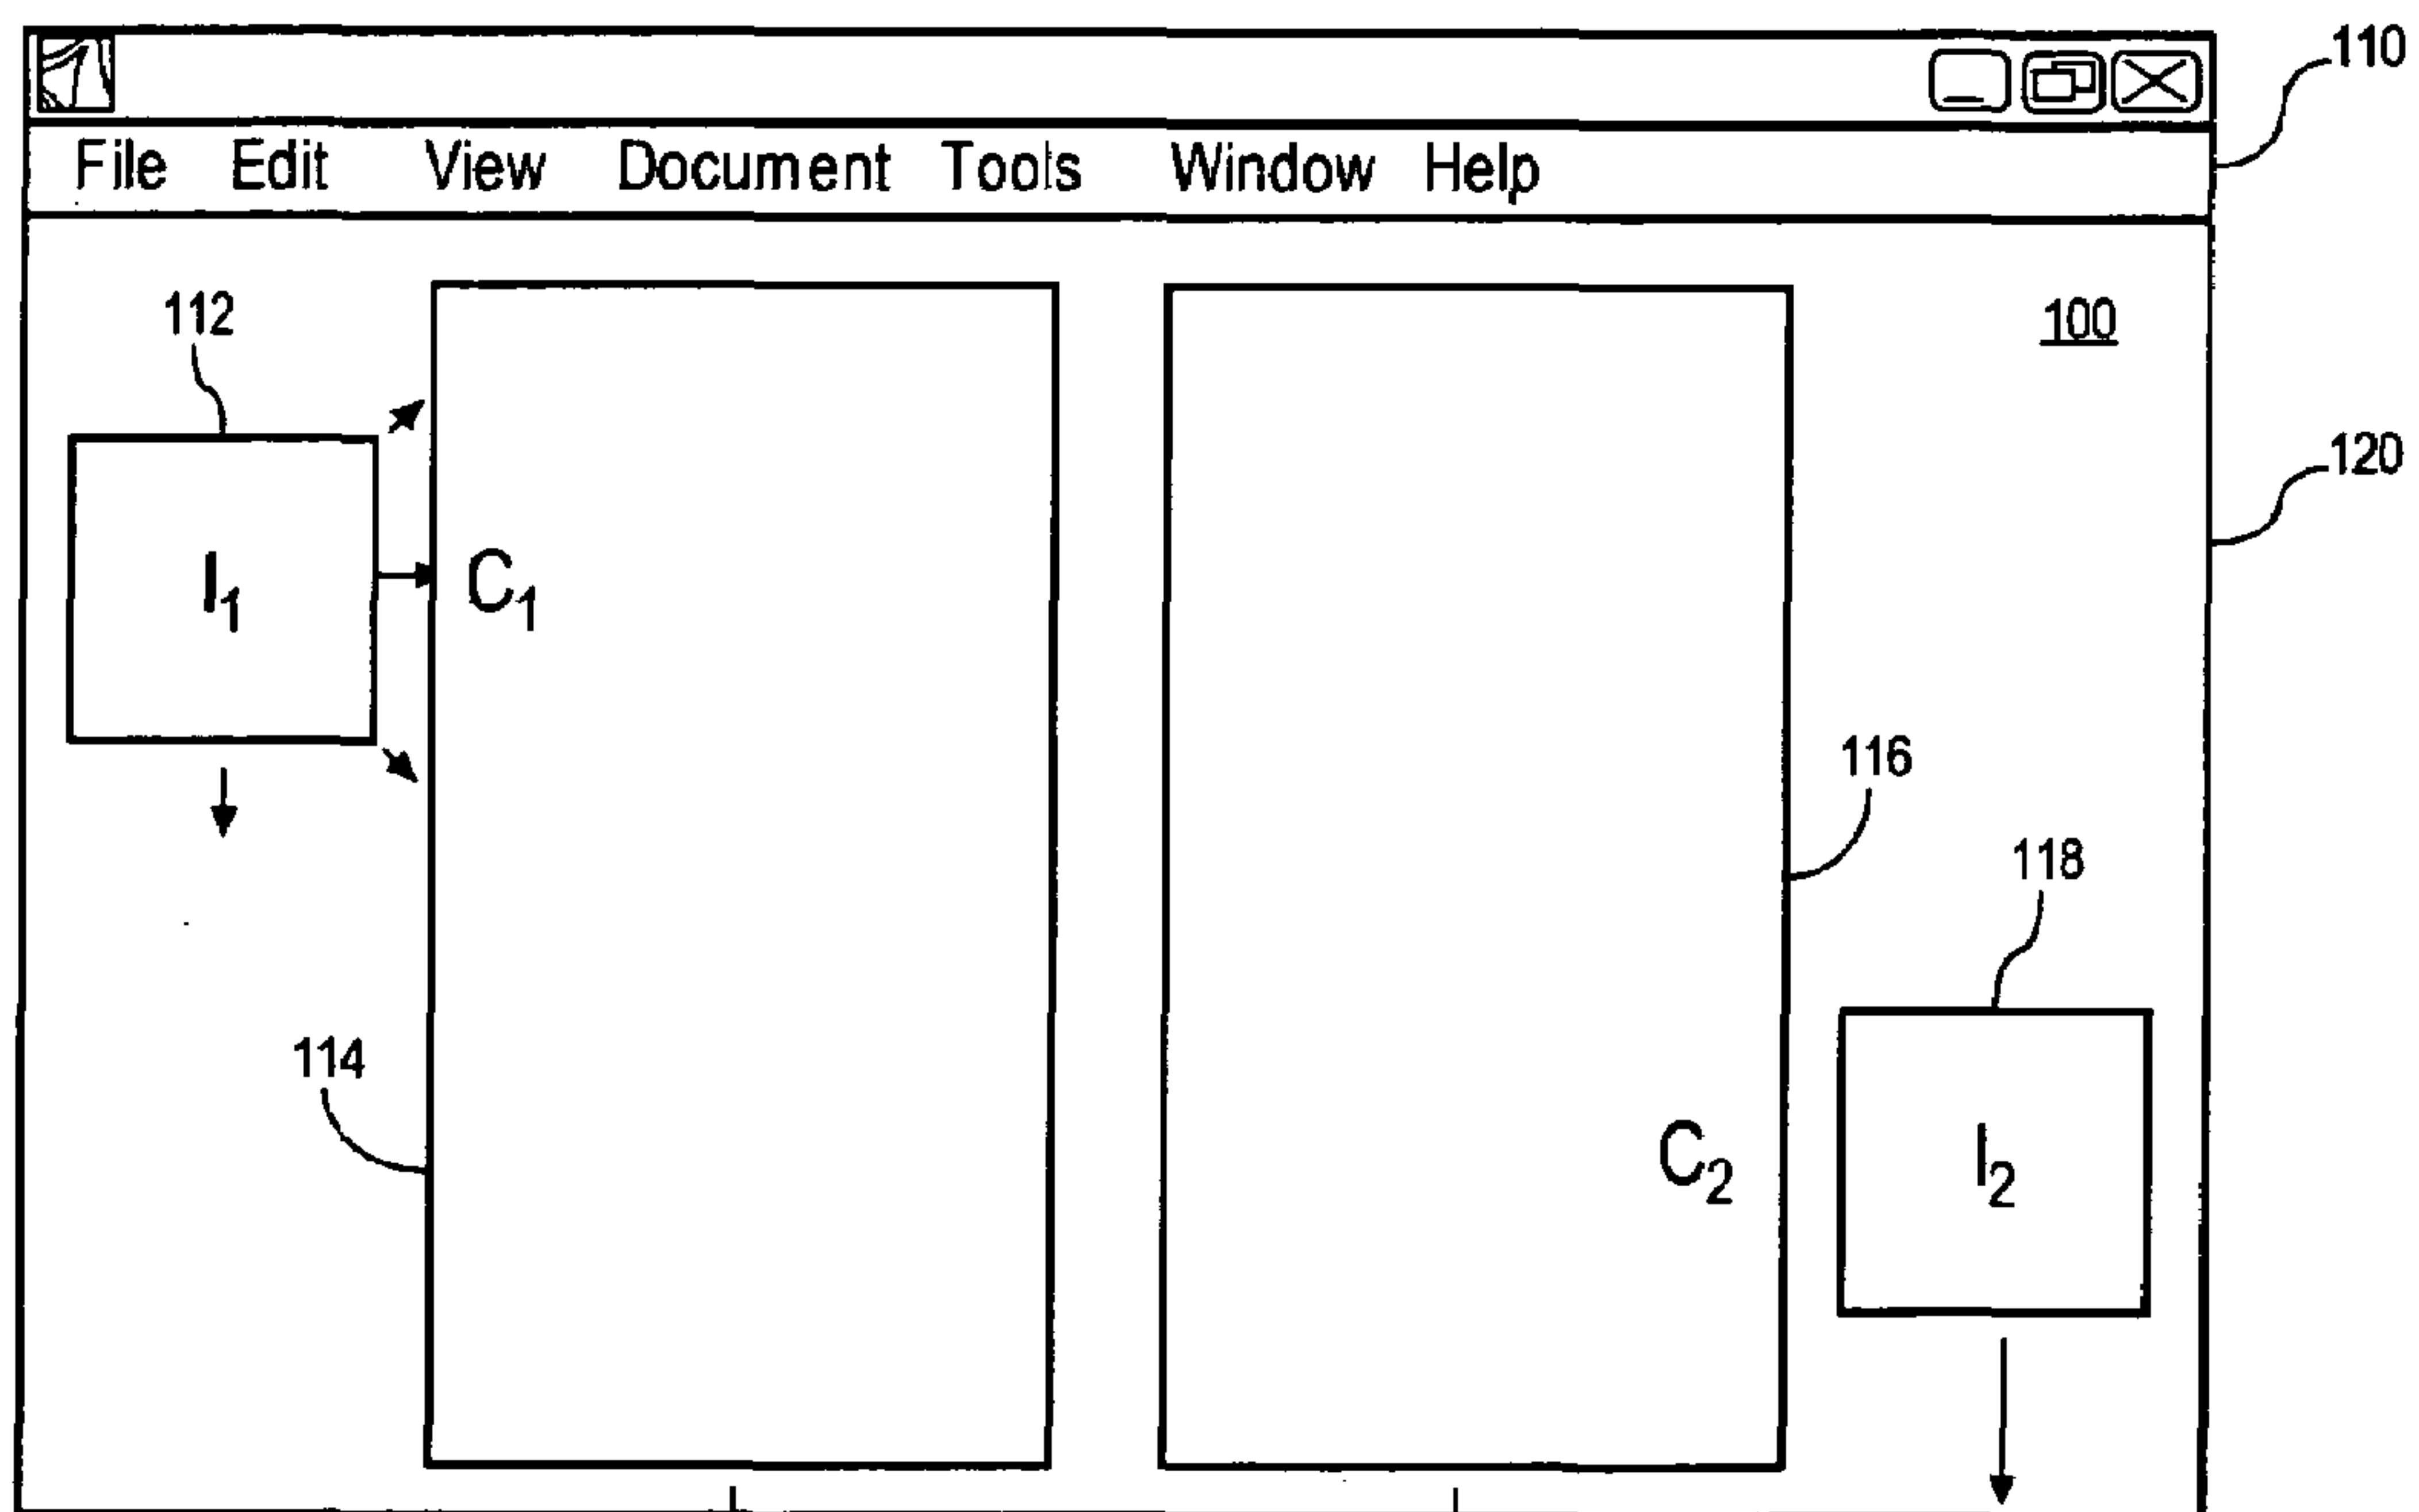 110
File Edit View Document Tools Window Help
112
100
120
I1
C1
116
118
114
C2
I2